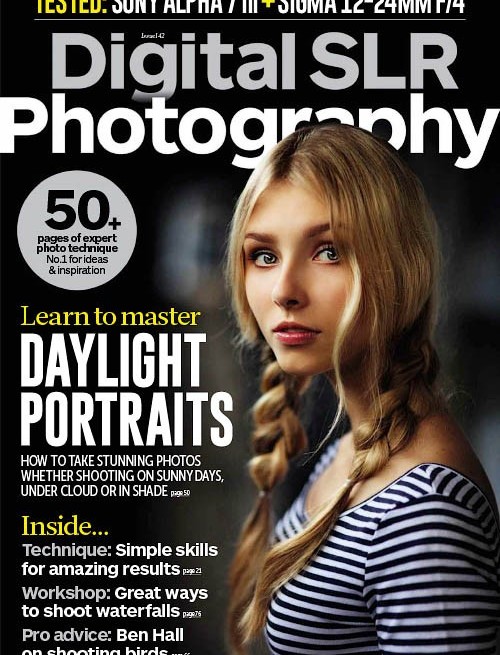 TESTED: SONY ALPHA 7 III + SIGMA 12-24MM F/4
Issue 142
Digital SLR
Photography
50+
pages of expert
photo technique
No.1 for ideas
& inspiration
Learn to master
DAYLIGHT
PORTRAITS
HOW TO TAKE STUNNING PHOTOS
WHETHER SHOOTING ON SUNNY DAYS,
UNDER CLOUD OR IN SHADE page 50
Inside...
Technique: Simple skills
for amazing results page 21
Workshop: Great ways
to shoot waterfalls page 76
Pro advice: Ben Hall
on shooting birds